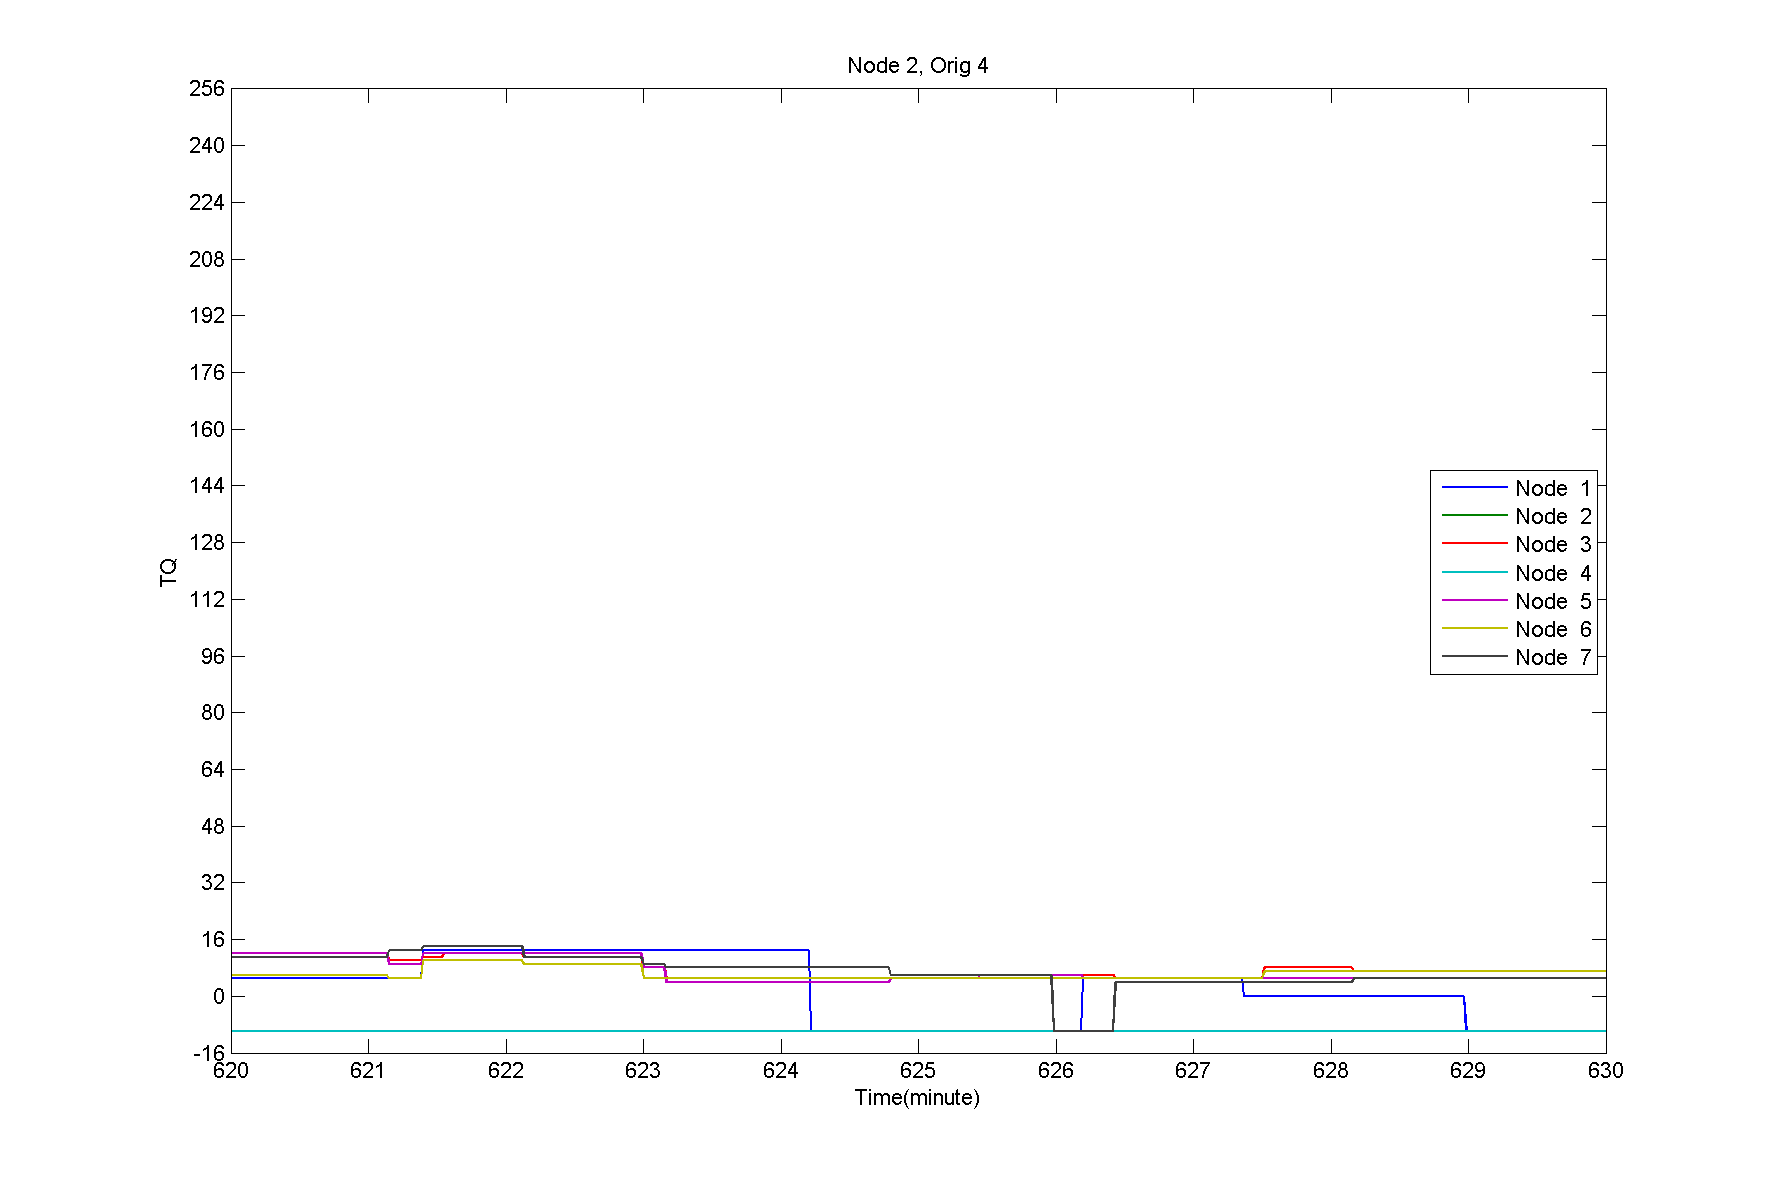 Node 2, Orig 4
256
240
224
208
192
176
160
144
128
112
96
80
64
48
32
16
0
-16
TQ
Node 1
Node 2
Node 3
Node 4
Node 5
Node 6
Node 7
620 621 622 623 624 625 626 627 628 629 630
Time(minute)